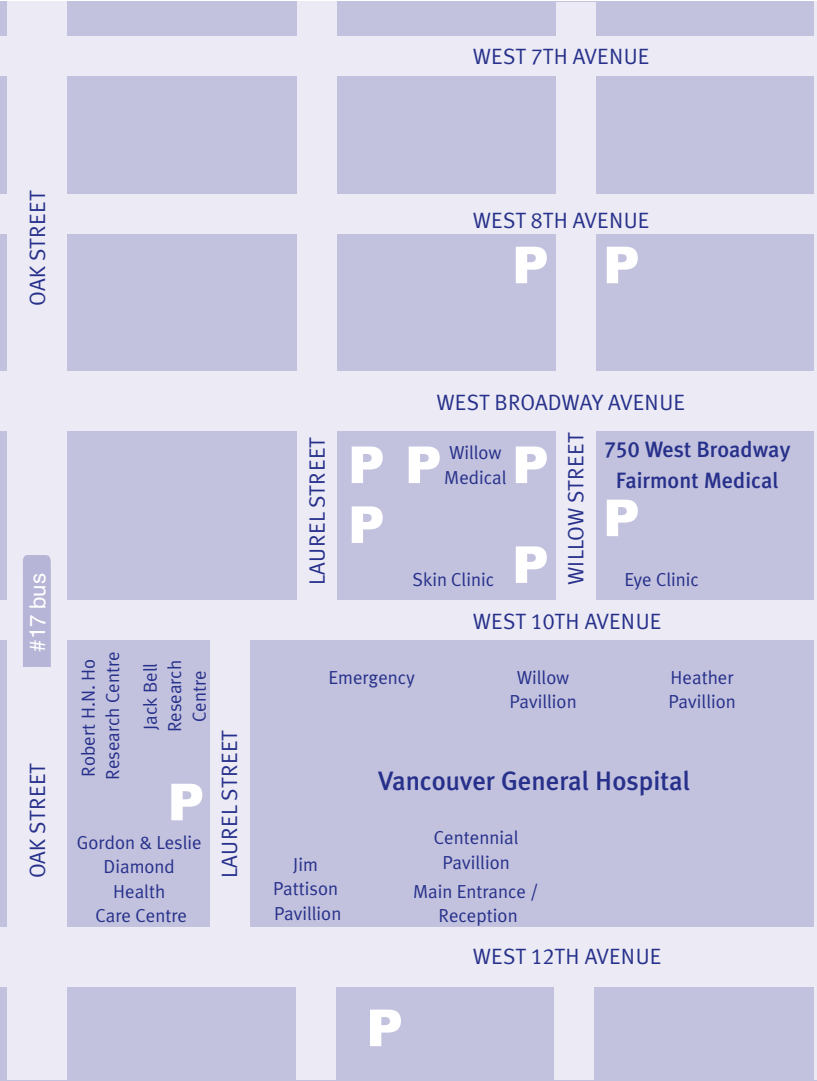 WEST 7TH AVENUE
OAK STREET
WEST 8TH AVENUE
P
P
WEST BROADWAY AVENUE
LAUREL STREET
P
P
Willow
Medical
P
P
P
Skin Clinic
WILLOW STREET
750 West Broadway
Fairmont Medical
P
Eye Clinic
#17 bus
WEST 10TH AVENUE
Robert H.N. Ho
Research Centre
Jack Bell
Research
Centre
P
Gordon & Leslie
Diamond
Health
Care Centre
OAK STREET
LAUREL STREET
Emergency
Willow
Pavillion
Heather
Pavillion
Vancouver General Hospital
Jim
Pattison
Pavillion
Centennial
Pavillion
Main Entrance /
Reception
WEST 12TH AVENUE
P